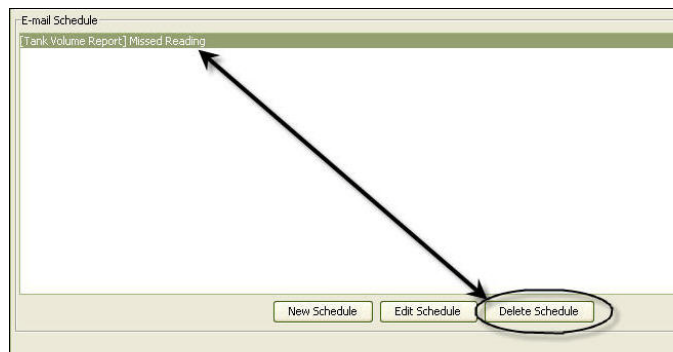 E-mail Schedule
[Tank Volume Report] Missed Reading
New Schedule Edit Schedule Delete Schedule